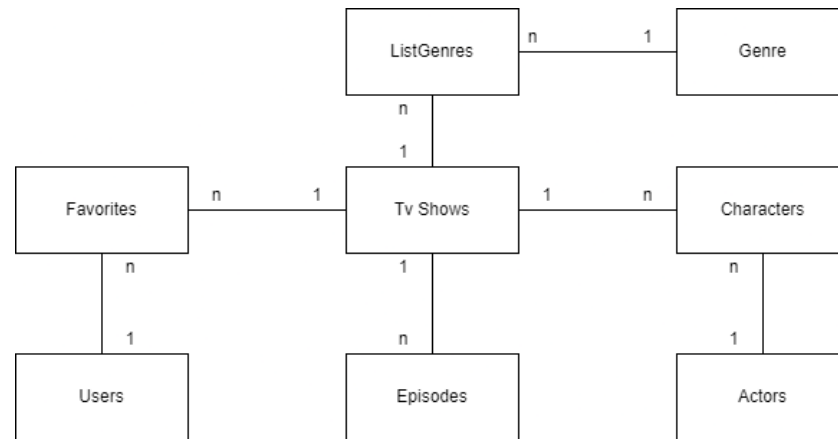 ListGenres n 1 Genre
n
1
Favorites n 1 Tv Shows 1 n Characters
n 1 n
1 n 1
Users Episodes Actors